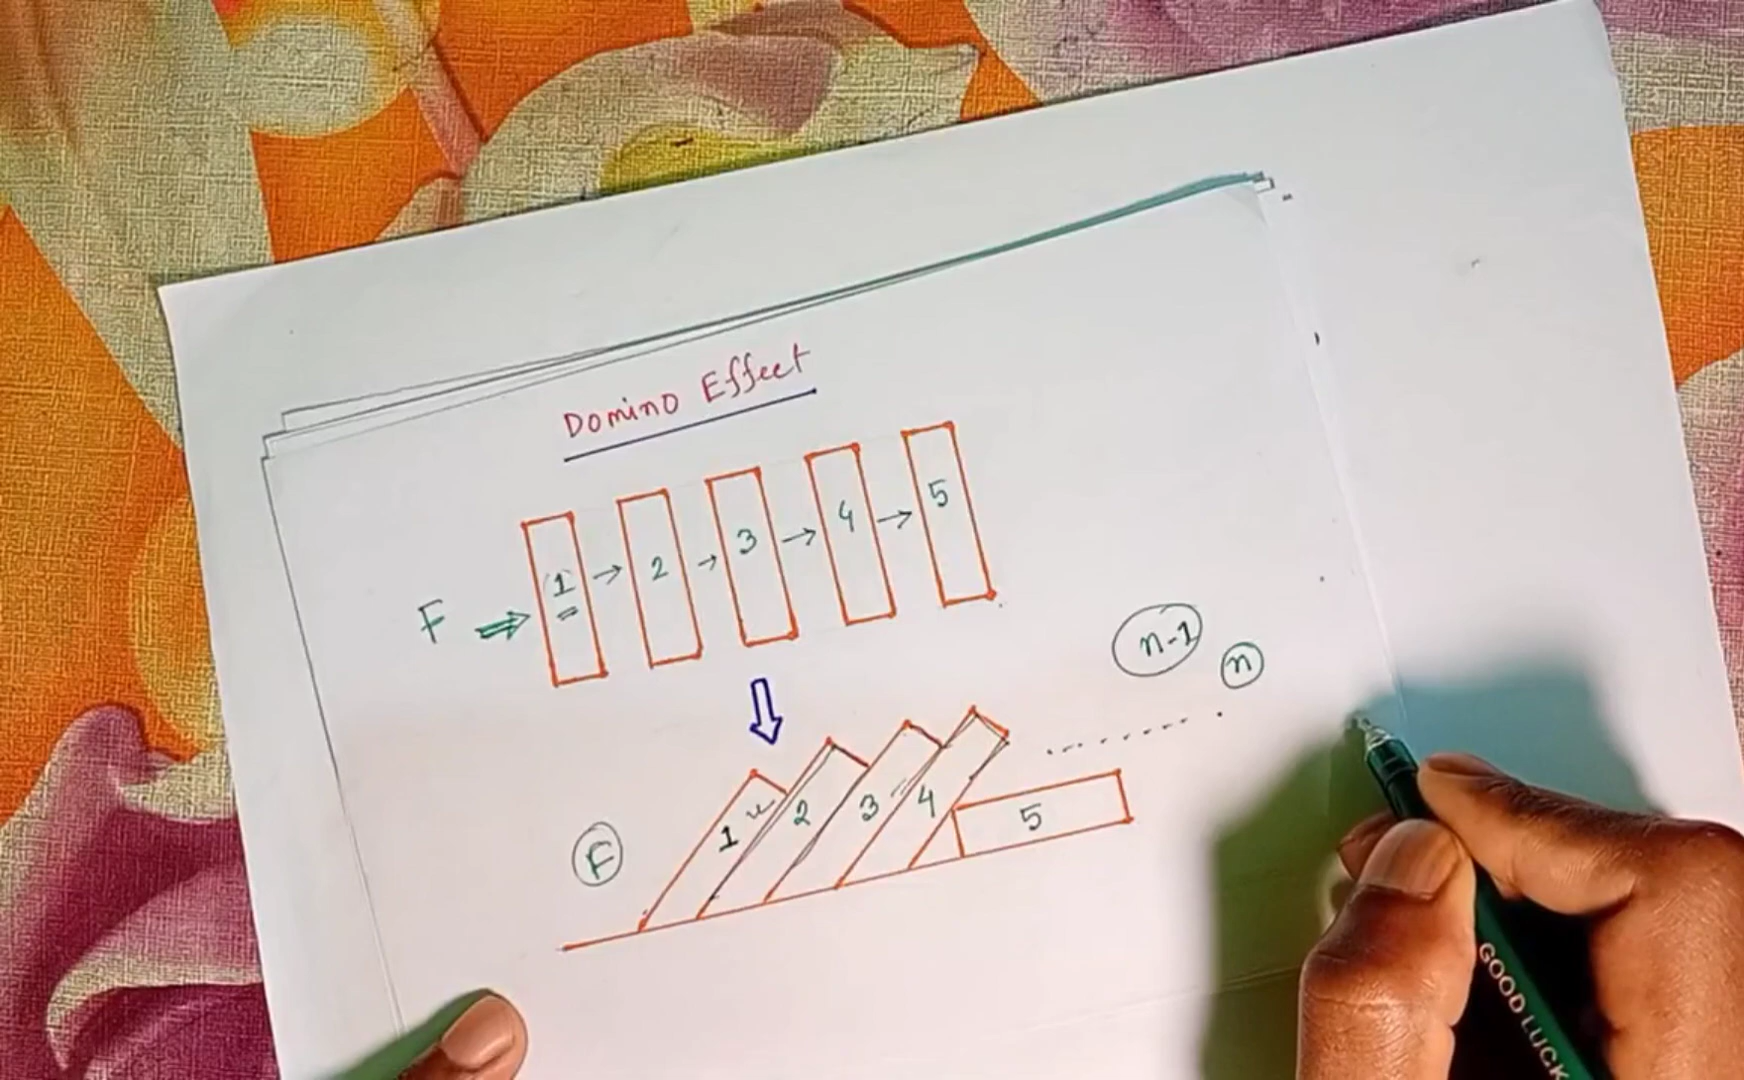 Domino Effect
F ⇒ 1 → 2 → 3 → 4 → 5
n-1
n
F 1 2 3 4 5
GOOD LUCK